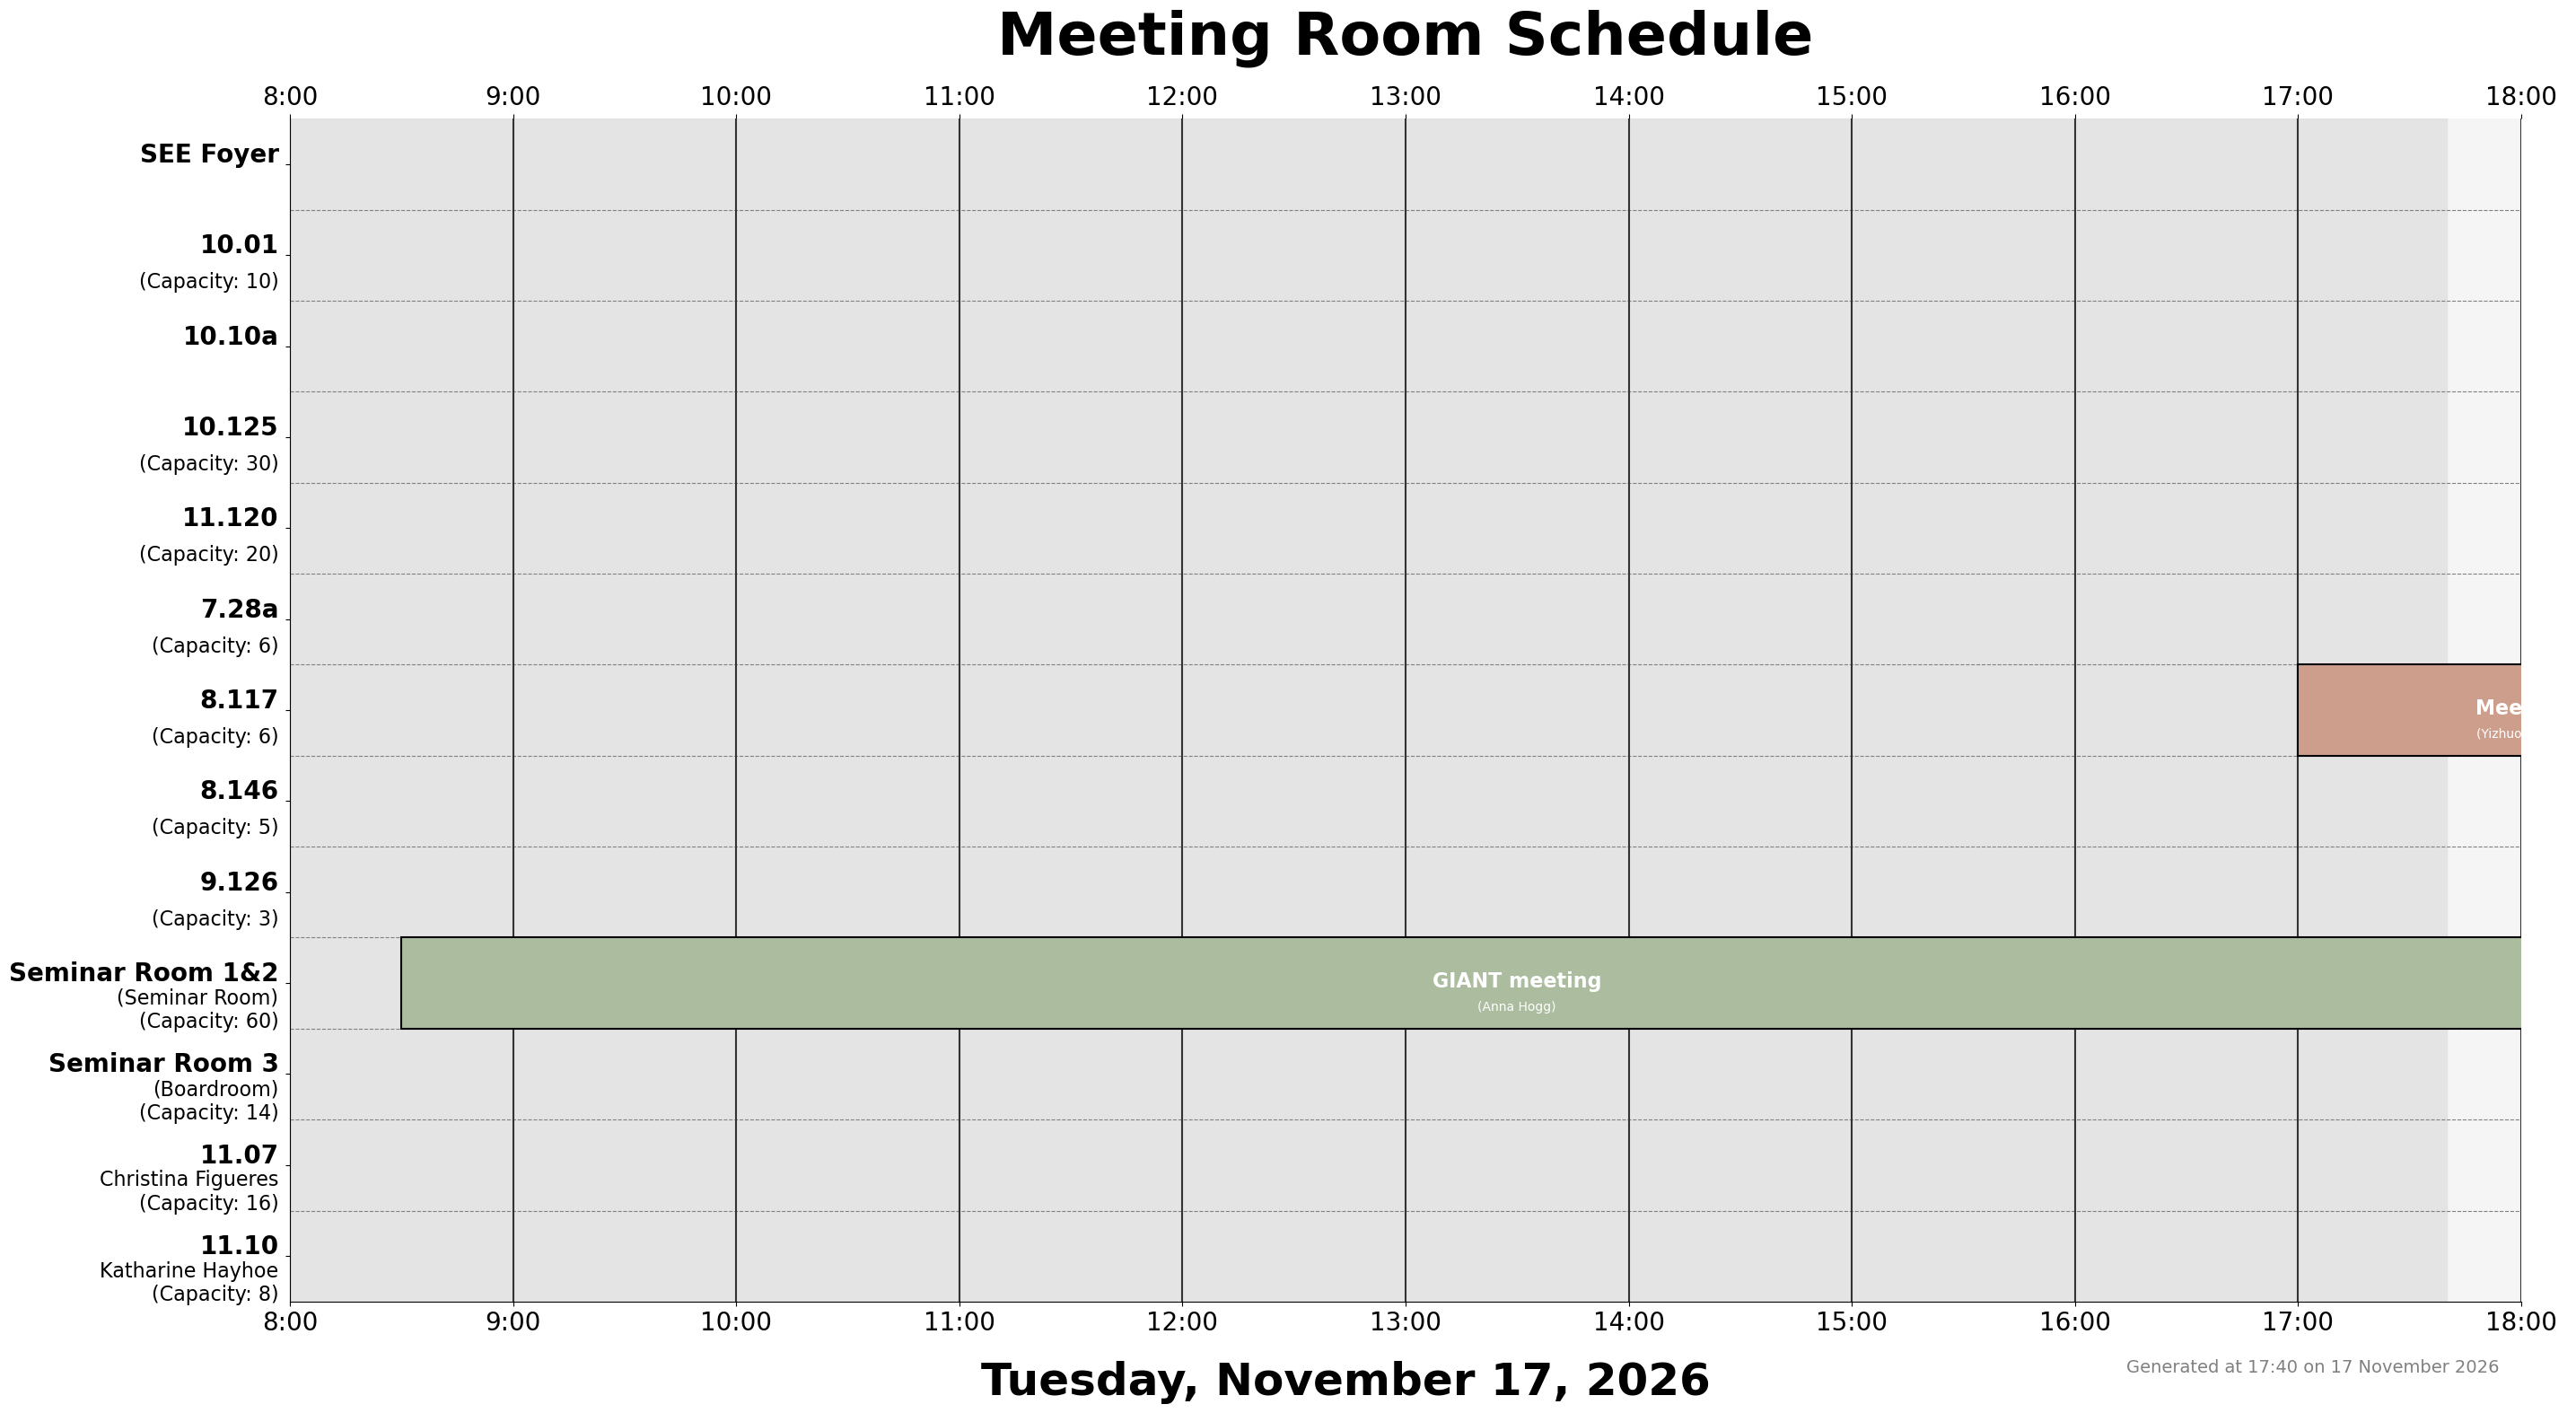 Meeting Room Schedule
8:00 9:00 10:00 11:00 12:00 13:00 14:00 15:00 16:00 17:00 18:00
SEE Foyer
10.01
(Capacity: 10)
10.10a
10.125
(Capacity: 30)
11.120
(Capacity: 20)
7.28a
(Capacity: 6)
8.117
(Capacity: 6)
Mee
(Yizhuo
8.146
(Capacity: 5)
9.126
(Capacity: 3)
Seminar Room 1&2
(Seminar Room)
(Capacity: 60)
GIANT meeting
(Anna Hogg)
Seminar Room 3
(Boardroom)
(Capacity: 14)
11.07
Christina Figueres
(Capacity: 16)
11.10
Katharine Hayhoe
(Capacity: 8)
8:00 9:00 10:00 11:00 12:00 13:00 14:00 15:00 16:00 17:00 18:00
Tuesday, November 17, 2026
Generated at 17:40 on 17 November 2026